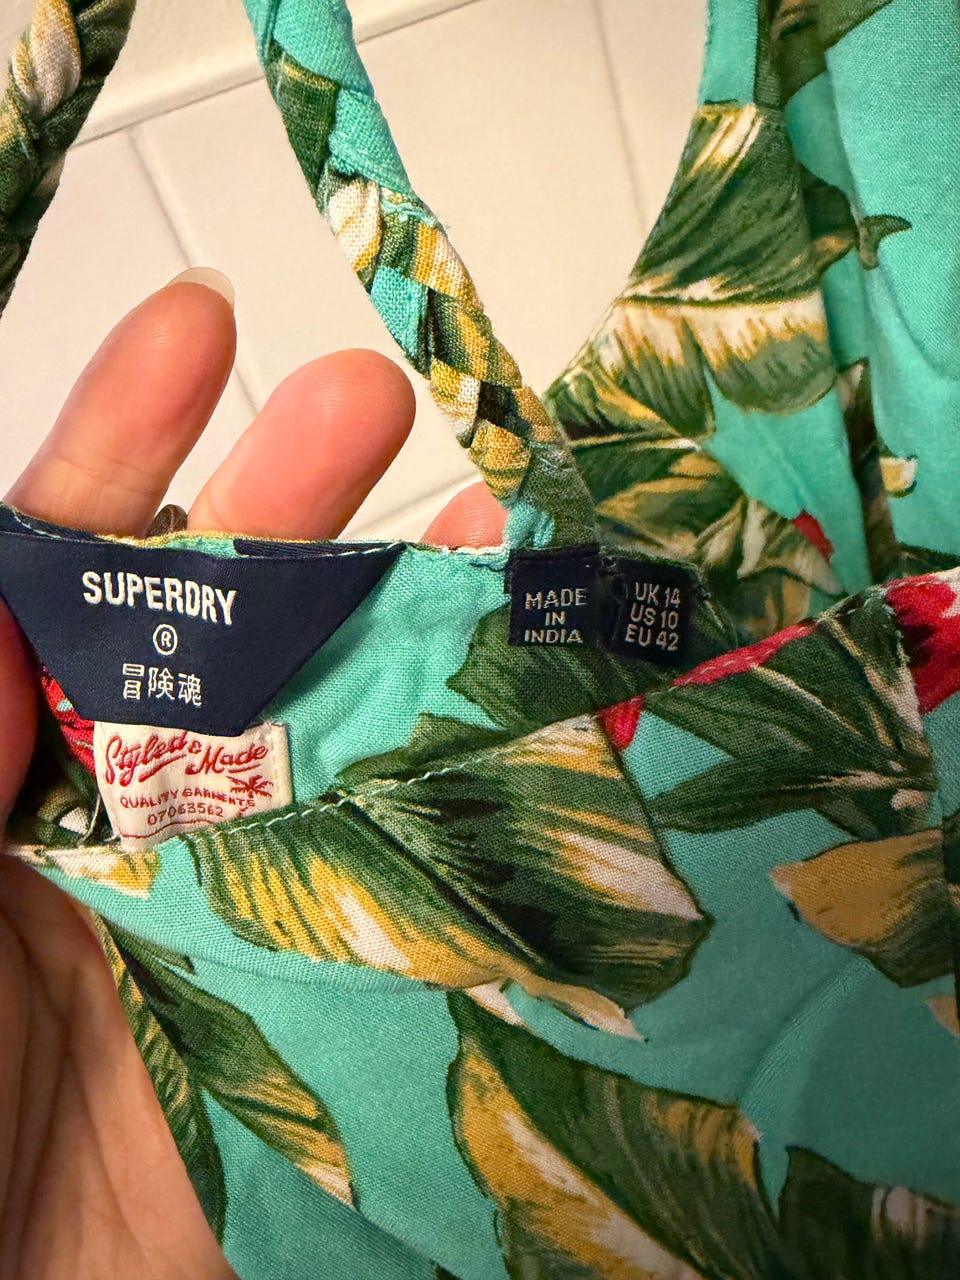 SUPERDRY
®
冒険魂
Styled & Made
QUALITY GARMENTS
07063562
MADE
IN
INDIA
UK 14
US 10
EU 42